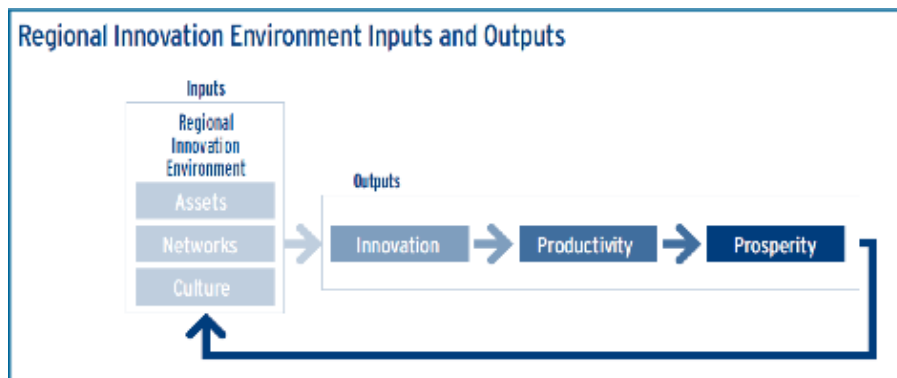 Regional Innovation Environment Inputs and Outputs
Inputs
Regional
Innovation
Environment
Assets
Networks
Culture
Outputs
Innovation
Productivity
Prosperity